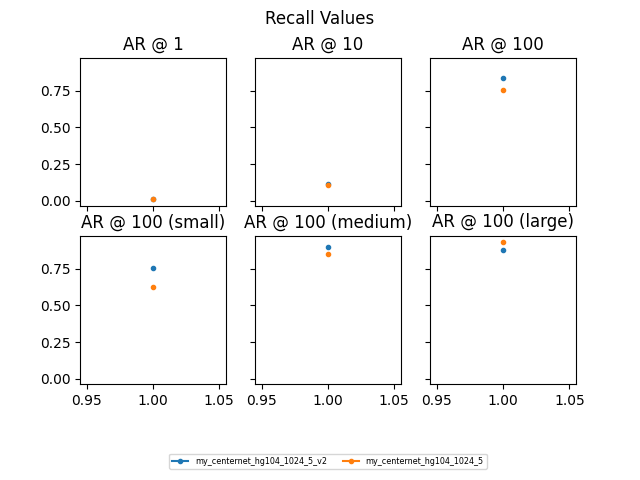 Recall Values
AR @ 1
AR @ 10
AR @ 100
0.75
0.50
0.25
0.00
AR @ 100 (small)
AR @ 100 (medium)
AR @ 100 (large)
0.75
0.50
0.25
0.00
0.95 1.00 1.05
0.95 1.00 1.05
0.95 1.00 1.05
my_centernet_hg104_1024_5_v2
my_centernet_hg104_1024_5